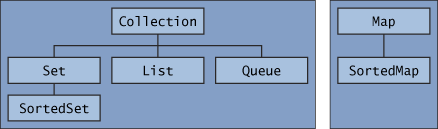 Collection
Map
Set
List
Queue
SortedMap
SortedSet